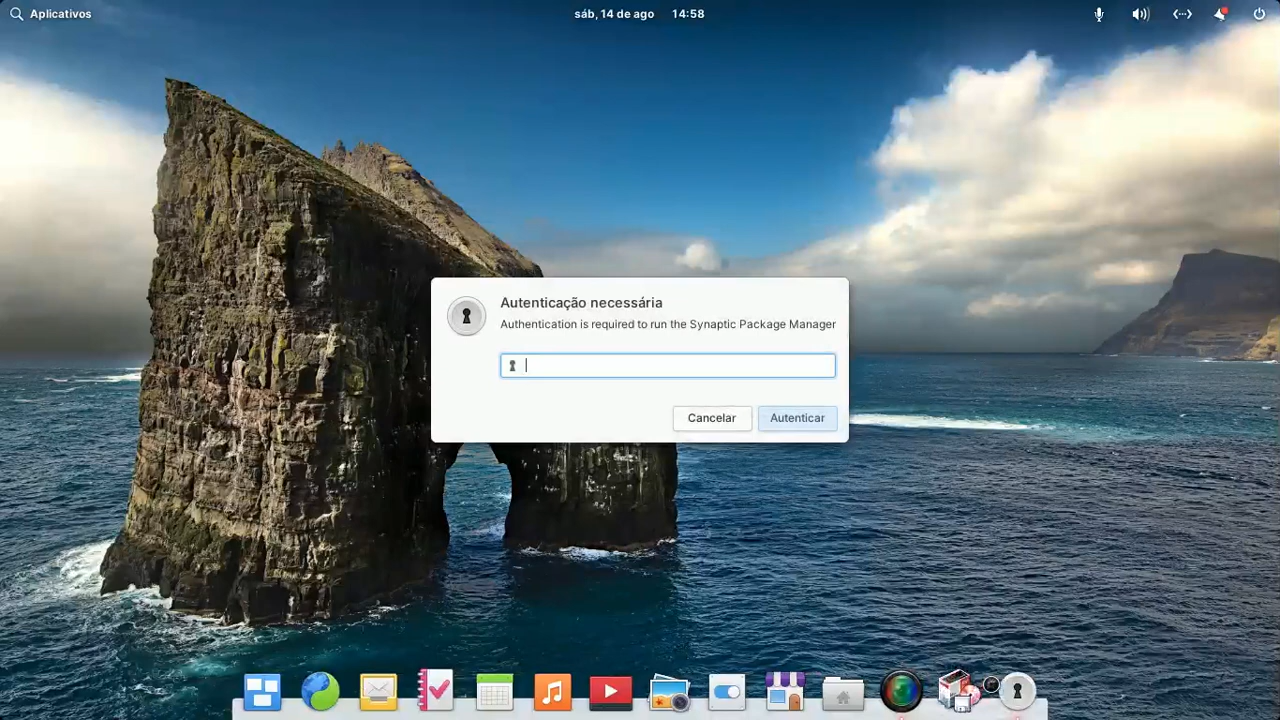 Aplicativos
sáb, 14 de ago 14:58
Autenticação necessária
Authentication is required to run the Synaptic Package Manager
Cancelar
Autenticar